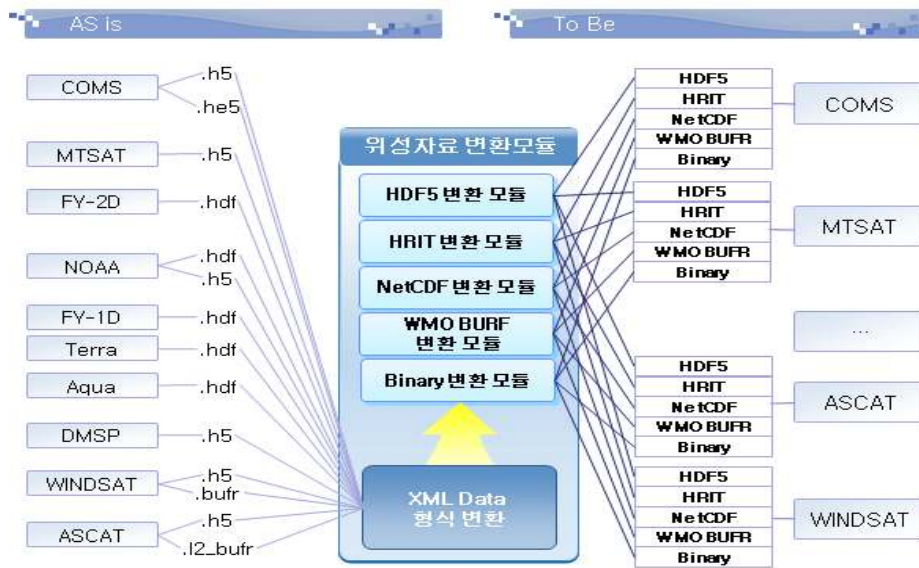 AS is
To Be
COMS
.h5
.he5
MTSAT
.h5
FY-2D
.hdf
NOAA
.hdf
.h5
FY-1D
.hdf
Terra
.hdf
Aqua
.hdf
DMSP
.h5
WINDSAT
.h5
.bufr
ASCAT
.h5
.l2_bufr
위성자료 변환모듈
HDF5 변환 모듈
HRIT 변환 모듈
NetCDF 변환 모듈
WMO BURF
변환 모듈
Binary 변환 모듈
XML Data
형식 변환
HDF5
HRIT
NetCDF
WMO BUFR
Binary
COMS
HDF5
HRIT
NetCDF
WMO BUFR
Binary
MTSAT
...
HDF5
HRIT
NetCDF
WMO BUFR
Binary
ASCAT
HDF5
HRIT
NetCDF
WMO BUFR
Binary
WINDSAT